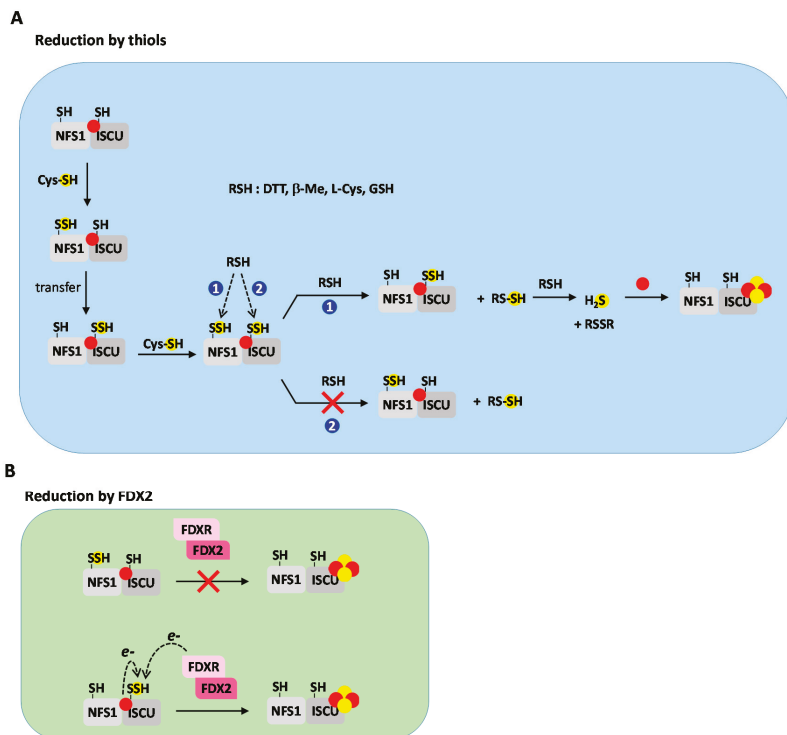 A
Reduction by thiols
SH SH
NFS1 ISCU
Cys-SH
RSH : DTT, β-Me, L-Cys, GSH
SSH SH
NFS1 ISCU
transfer
RSH
1 2
RSH
1
SH SSH
NFS1 ISCU
+ RS-SH
RSH
H2S
+ RSSR
SH SH
NFS1 ISCU
SH SSH
NFS1 ISCU
Cys-SH
SSH SSH
NFS1 ISCU
RSH
2
SSH SH
NFS1 ISCU
+ RS-SH
B
Reduction by FDX2
FDXR
FDX2
SSH SH
NFS1 ISCU
SH SH
NFS1 ISCU
e- e-
FDXR
FDX2
SH SSH
NFS1 ISCU
SH SH
NFS1 ISCU